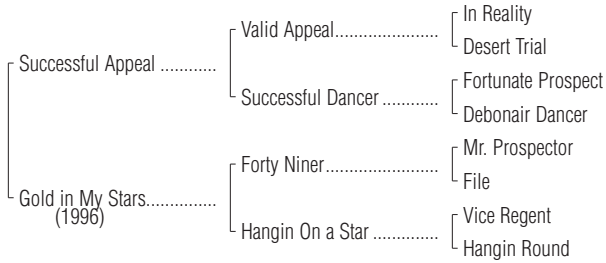 In Reality
Valid Appeal....................
Desert Trial
Successful Appeal ............
Fortunate Prospect
Successful Dancer ...........
Debonair Dancer
Mr. Prospector
Forty Niner......................
File
Gold in My Stars...............
(1996)
Vice Regent
Hangin On a Star .............
Hangin Round